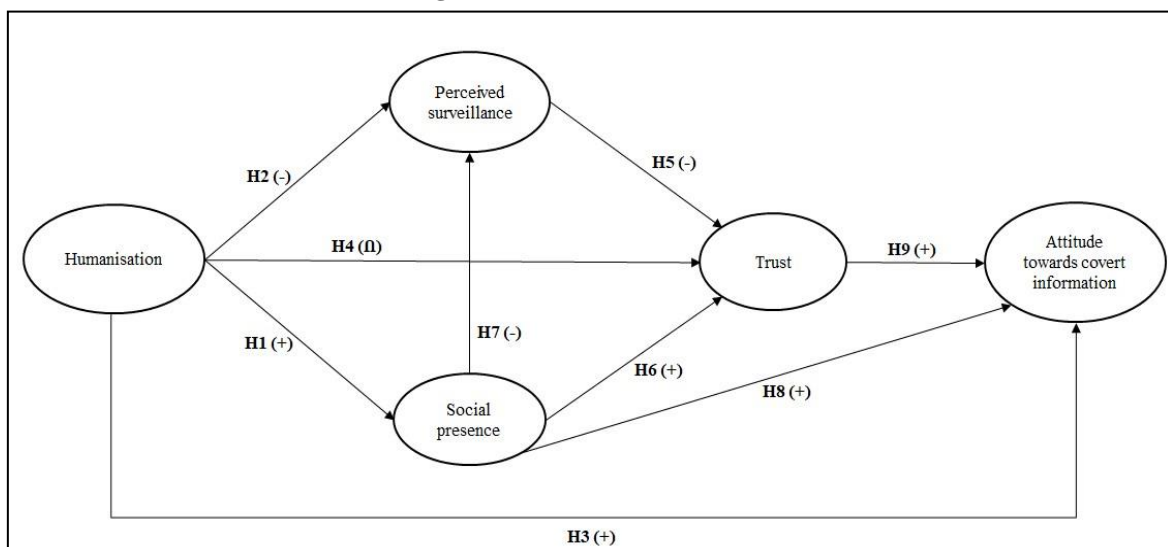 Perceived
surveillance
H2 (-)
H5 (-)
Humanisation
H4 (Ω)
Trust
H9 (+)
Attitude
towards covert
information
H1 (+)
H7 (-)
H6 (+)
H8 (+)
Social
presence
H3 (+)